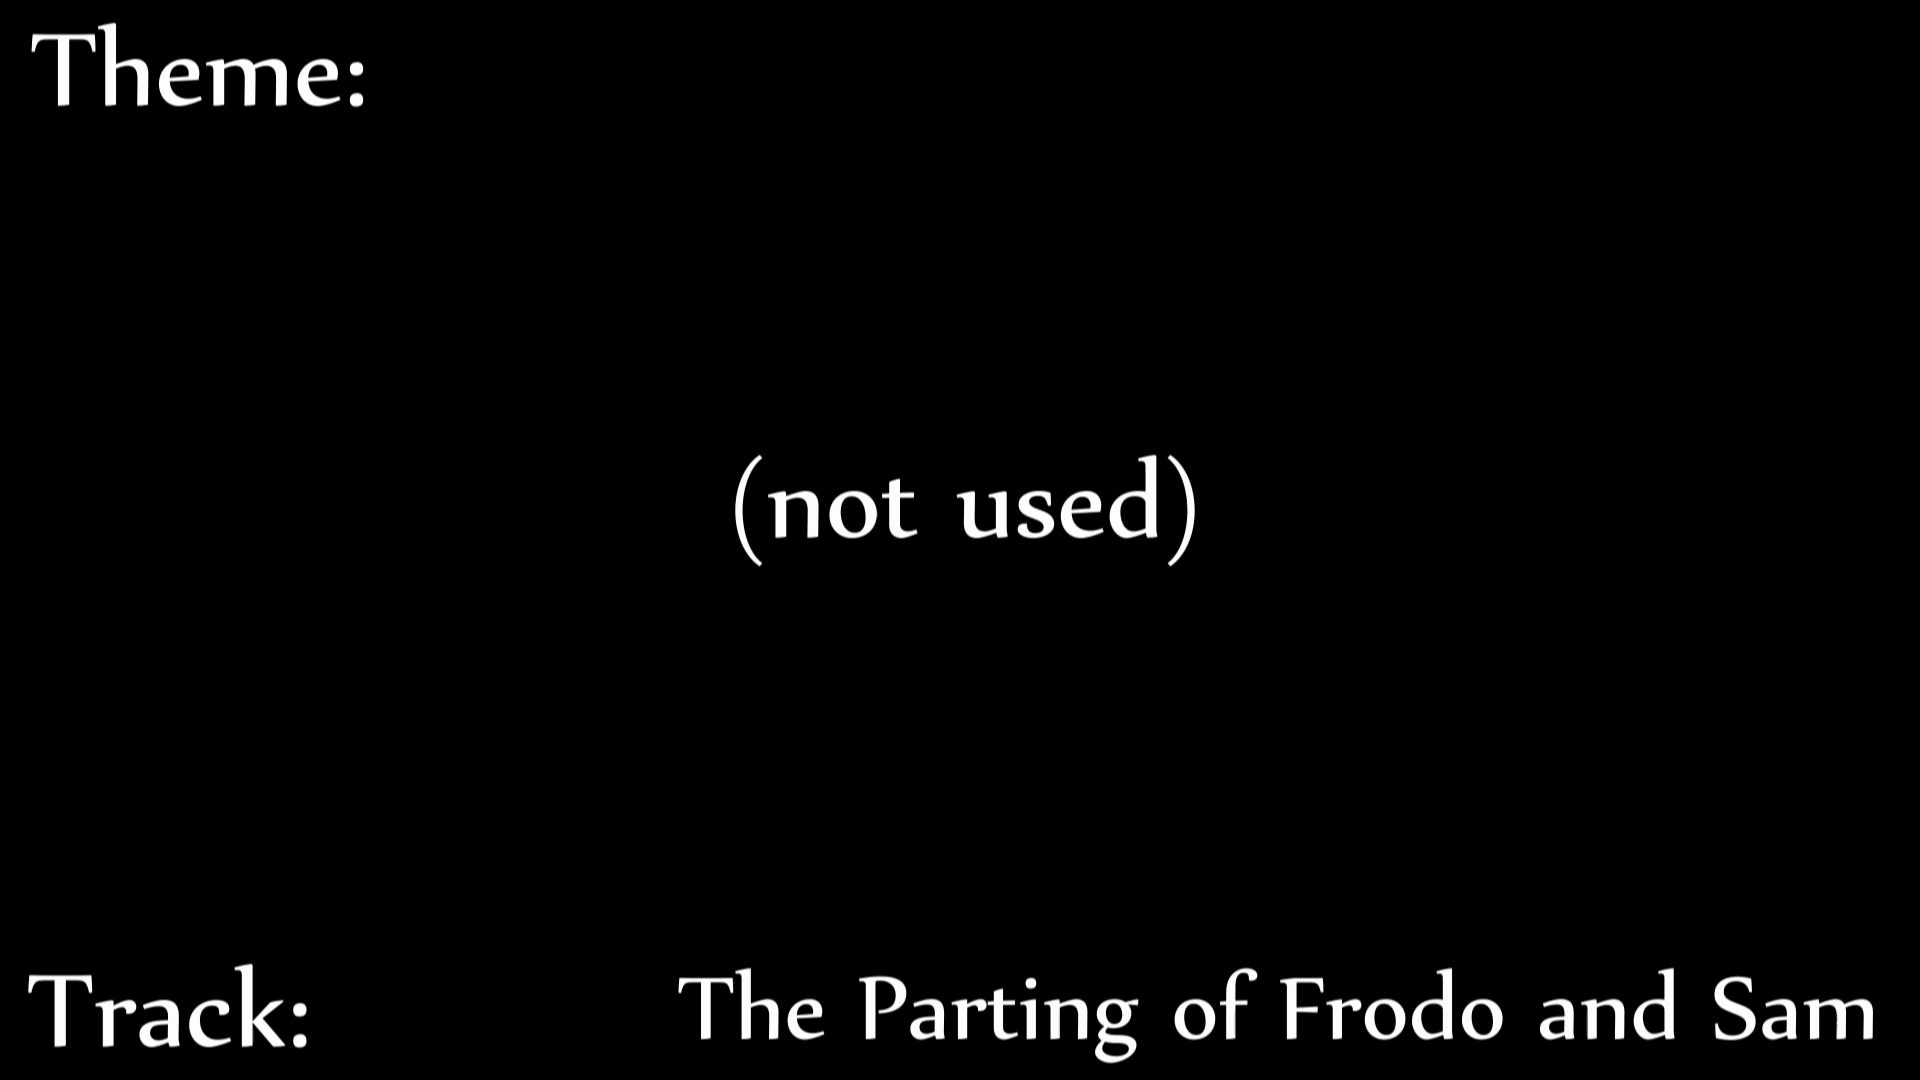 Theme:
(not used)
Track:
The Parting of Frodo and Sam